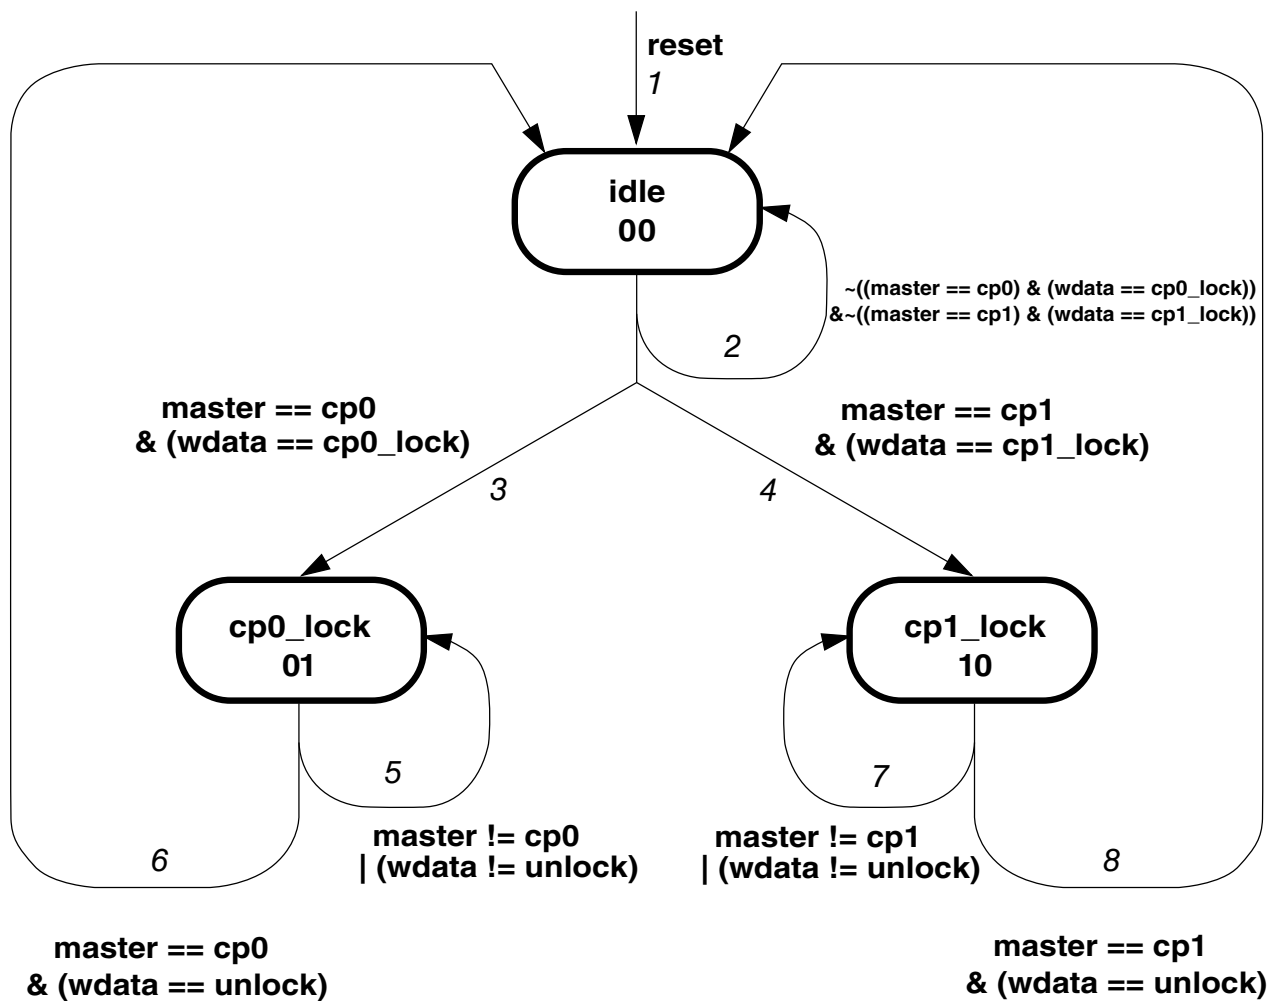 reset
1
idle
00
~((master == cp0) & (wdata == cp0_lock))
&~((master == cp1) & (wdata == cp1_lock))
2
master == cp0
& (wdata == cp0_lock)
master == cp1
& (wdata == cp1_lock)
3
4
cp0_lock
01
cp1_lock
10
5
7
master != cp0
| (wdata != unlock)
master != cp1
| (wdata != unlock)
6
8
master == cp0
& (wdata == unlock)
master == cp1
& (wdata == unlock)